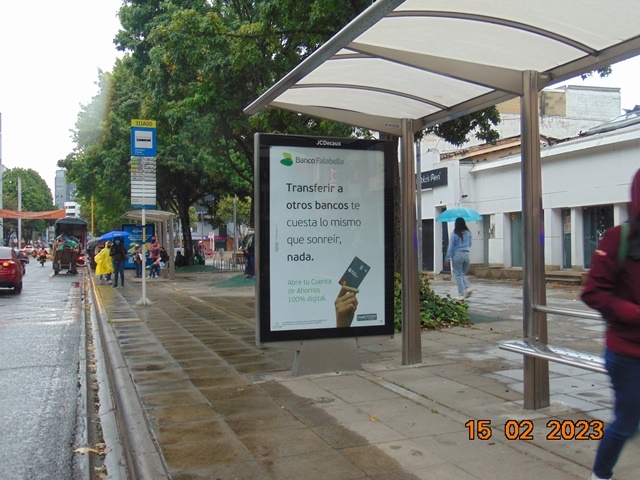 113A00
JCDecaux
Banco Falabella
Transferir a
otros bancos te
cuesta lo mismo
que sonreír,
nada.
Abre tu Cuenta
de Ahorros
100% digital.
15 02 2023